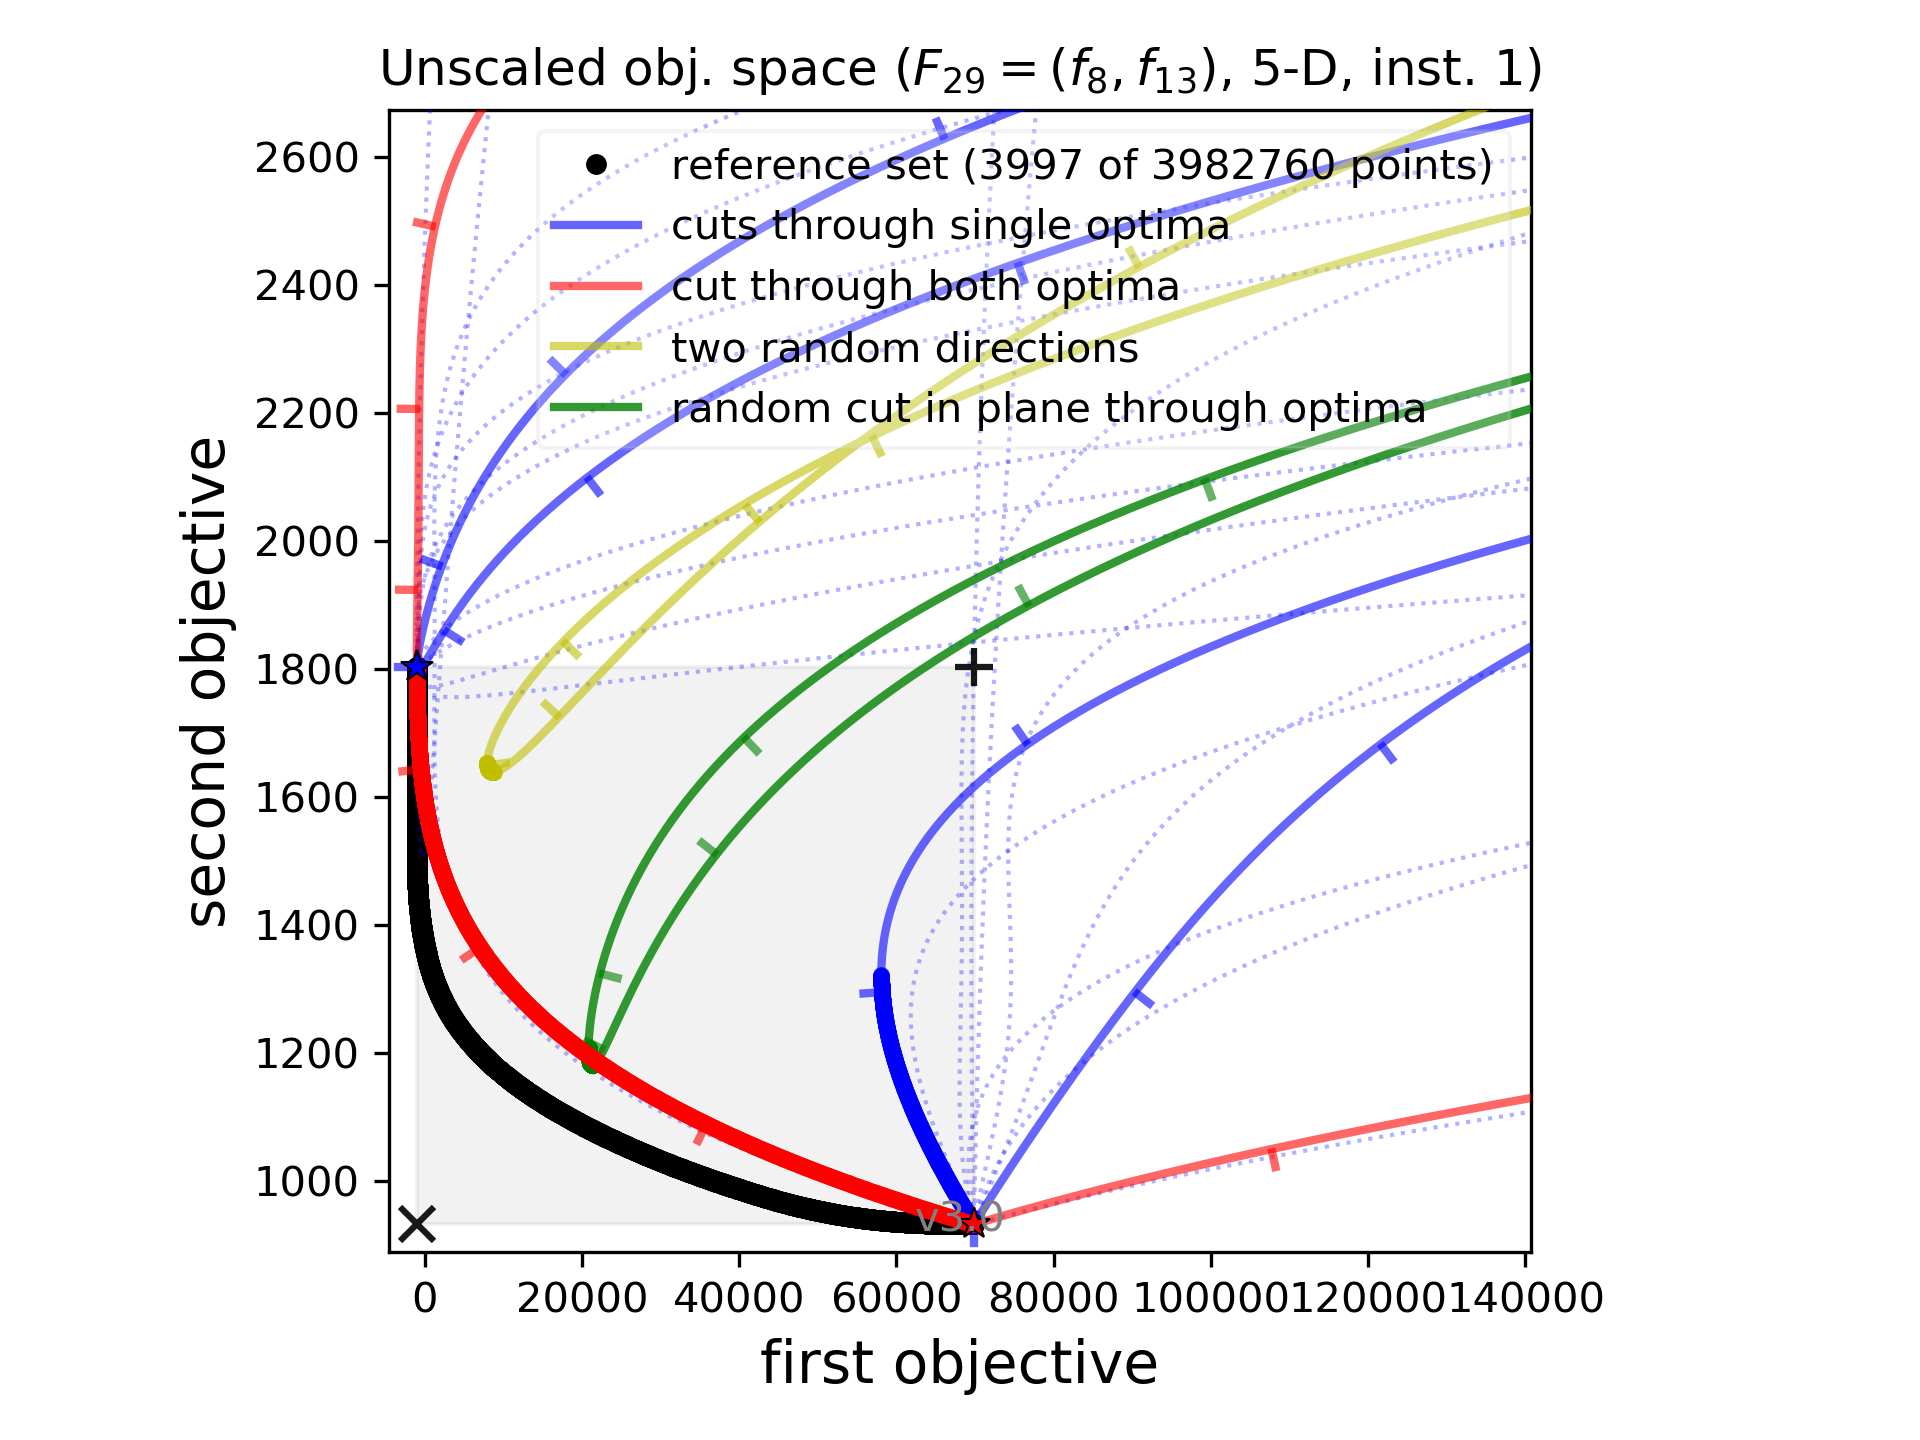 Unscaled obj. space (F₂₉ = (f₈, f₁₃), 5-D, inst. 1)
reference set (3997 of 3982760 points)
cuts through single optima
cut through both optima
two random directions
random cut in plane through optima
second objective
2600
2400
2200
2000
1800
1600
1400
1200
1000
v3.0
0 20000 40000 60000 80000 100000 120000 140000
first objective